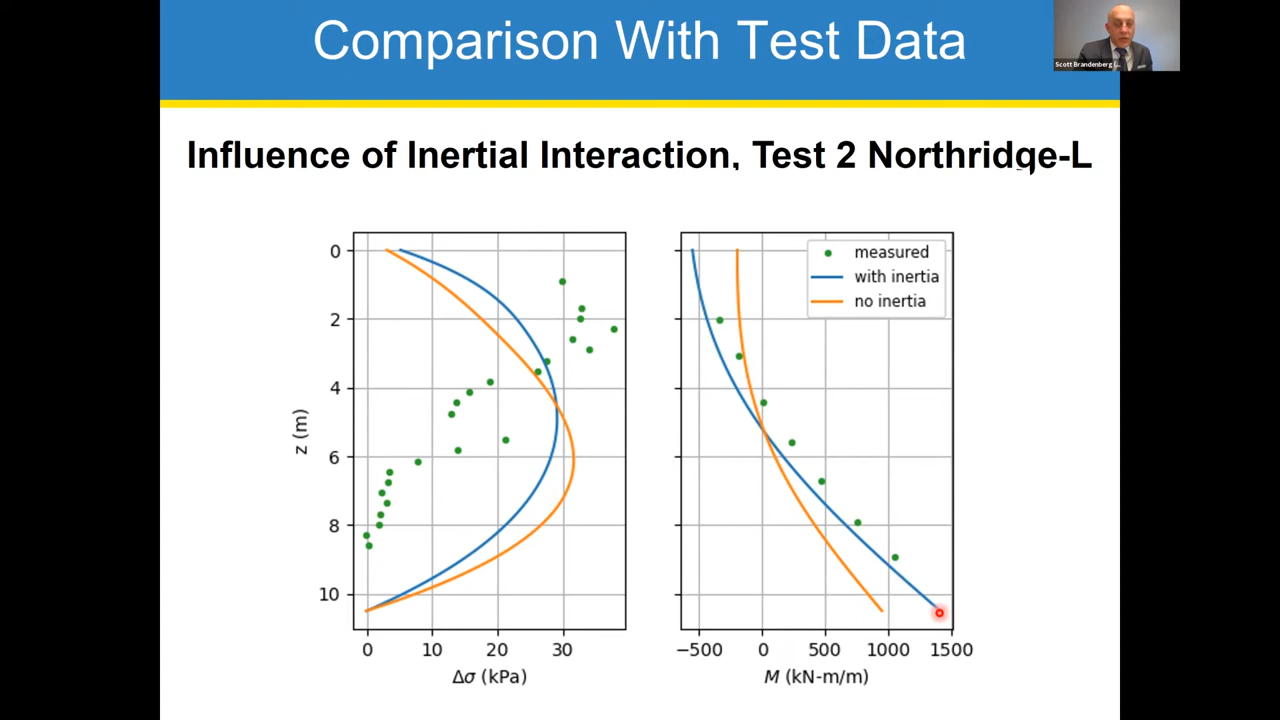 Comparison With Test Data
Scott Brandenberg
Influence of Inertial Interaction, Test 2 Northridge-L
0
2
4
6
8
10
z (m)
0 10 20 30
Δσ (kPa)
measured
with inertia
no inertia
−500 0 500 1000 1500
M (kN-m/m)